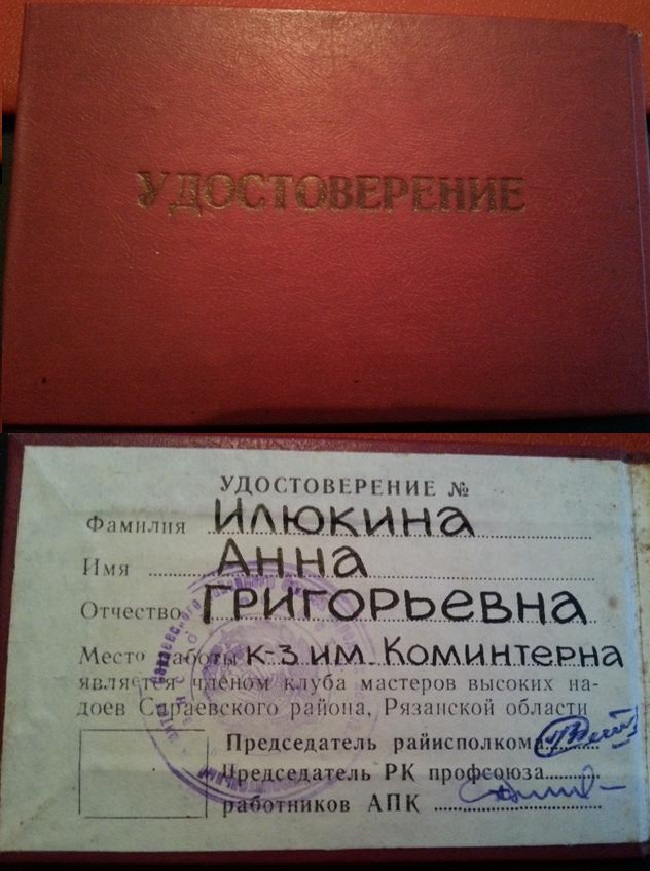 УДОСТОВЕРЕНИЕ
УДОСТОВЕРЕНИЕ №
Фамилия Илюкина
Имя Анна
Отчество Григорьевна
Место работы к-з им. Коминтерна
является членом клуба мастеров высоких на-
доев Сараевского района, Рязанской области
Председатель райисполкома
Председатель РК профсоюза
работников АПК